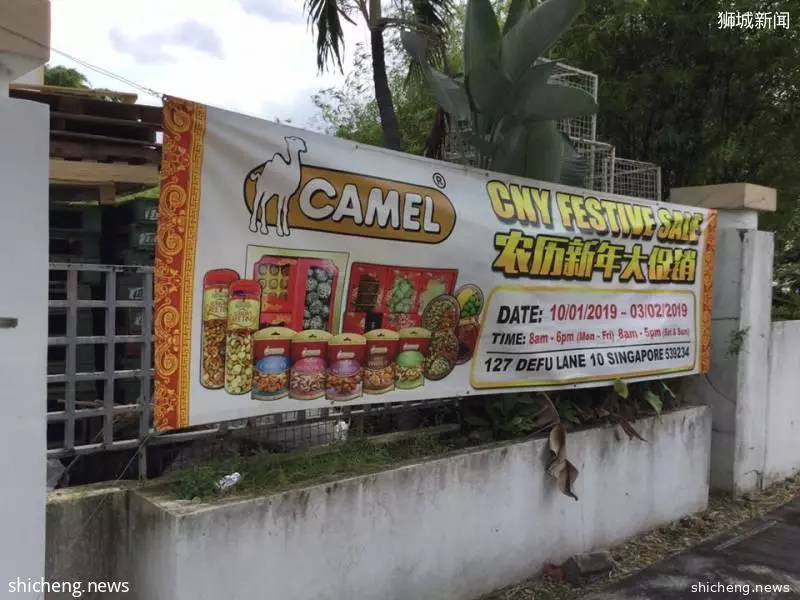 狮城新闻
CAMEL®
CNY FESTIVE SALE
农历新年大促销
DATE: 10/01/2019 - 03/02/2019
TIME: 8am - 6pm (Mon - Fri) 8am - 5pm (Sat & Sun)
127 DEFU LANE 10 SINGAPORE 539234
shicheng.news
shicheng.news